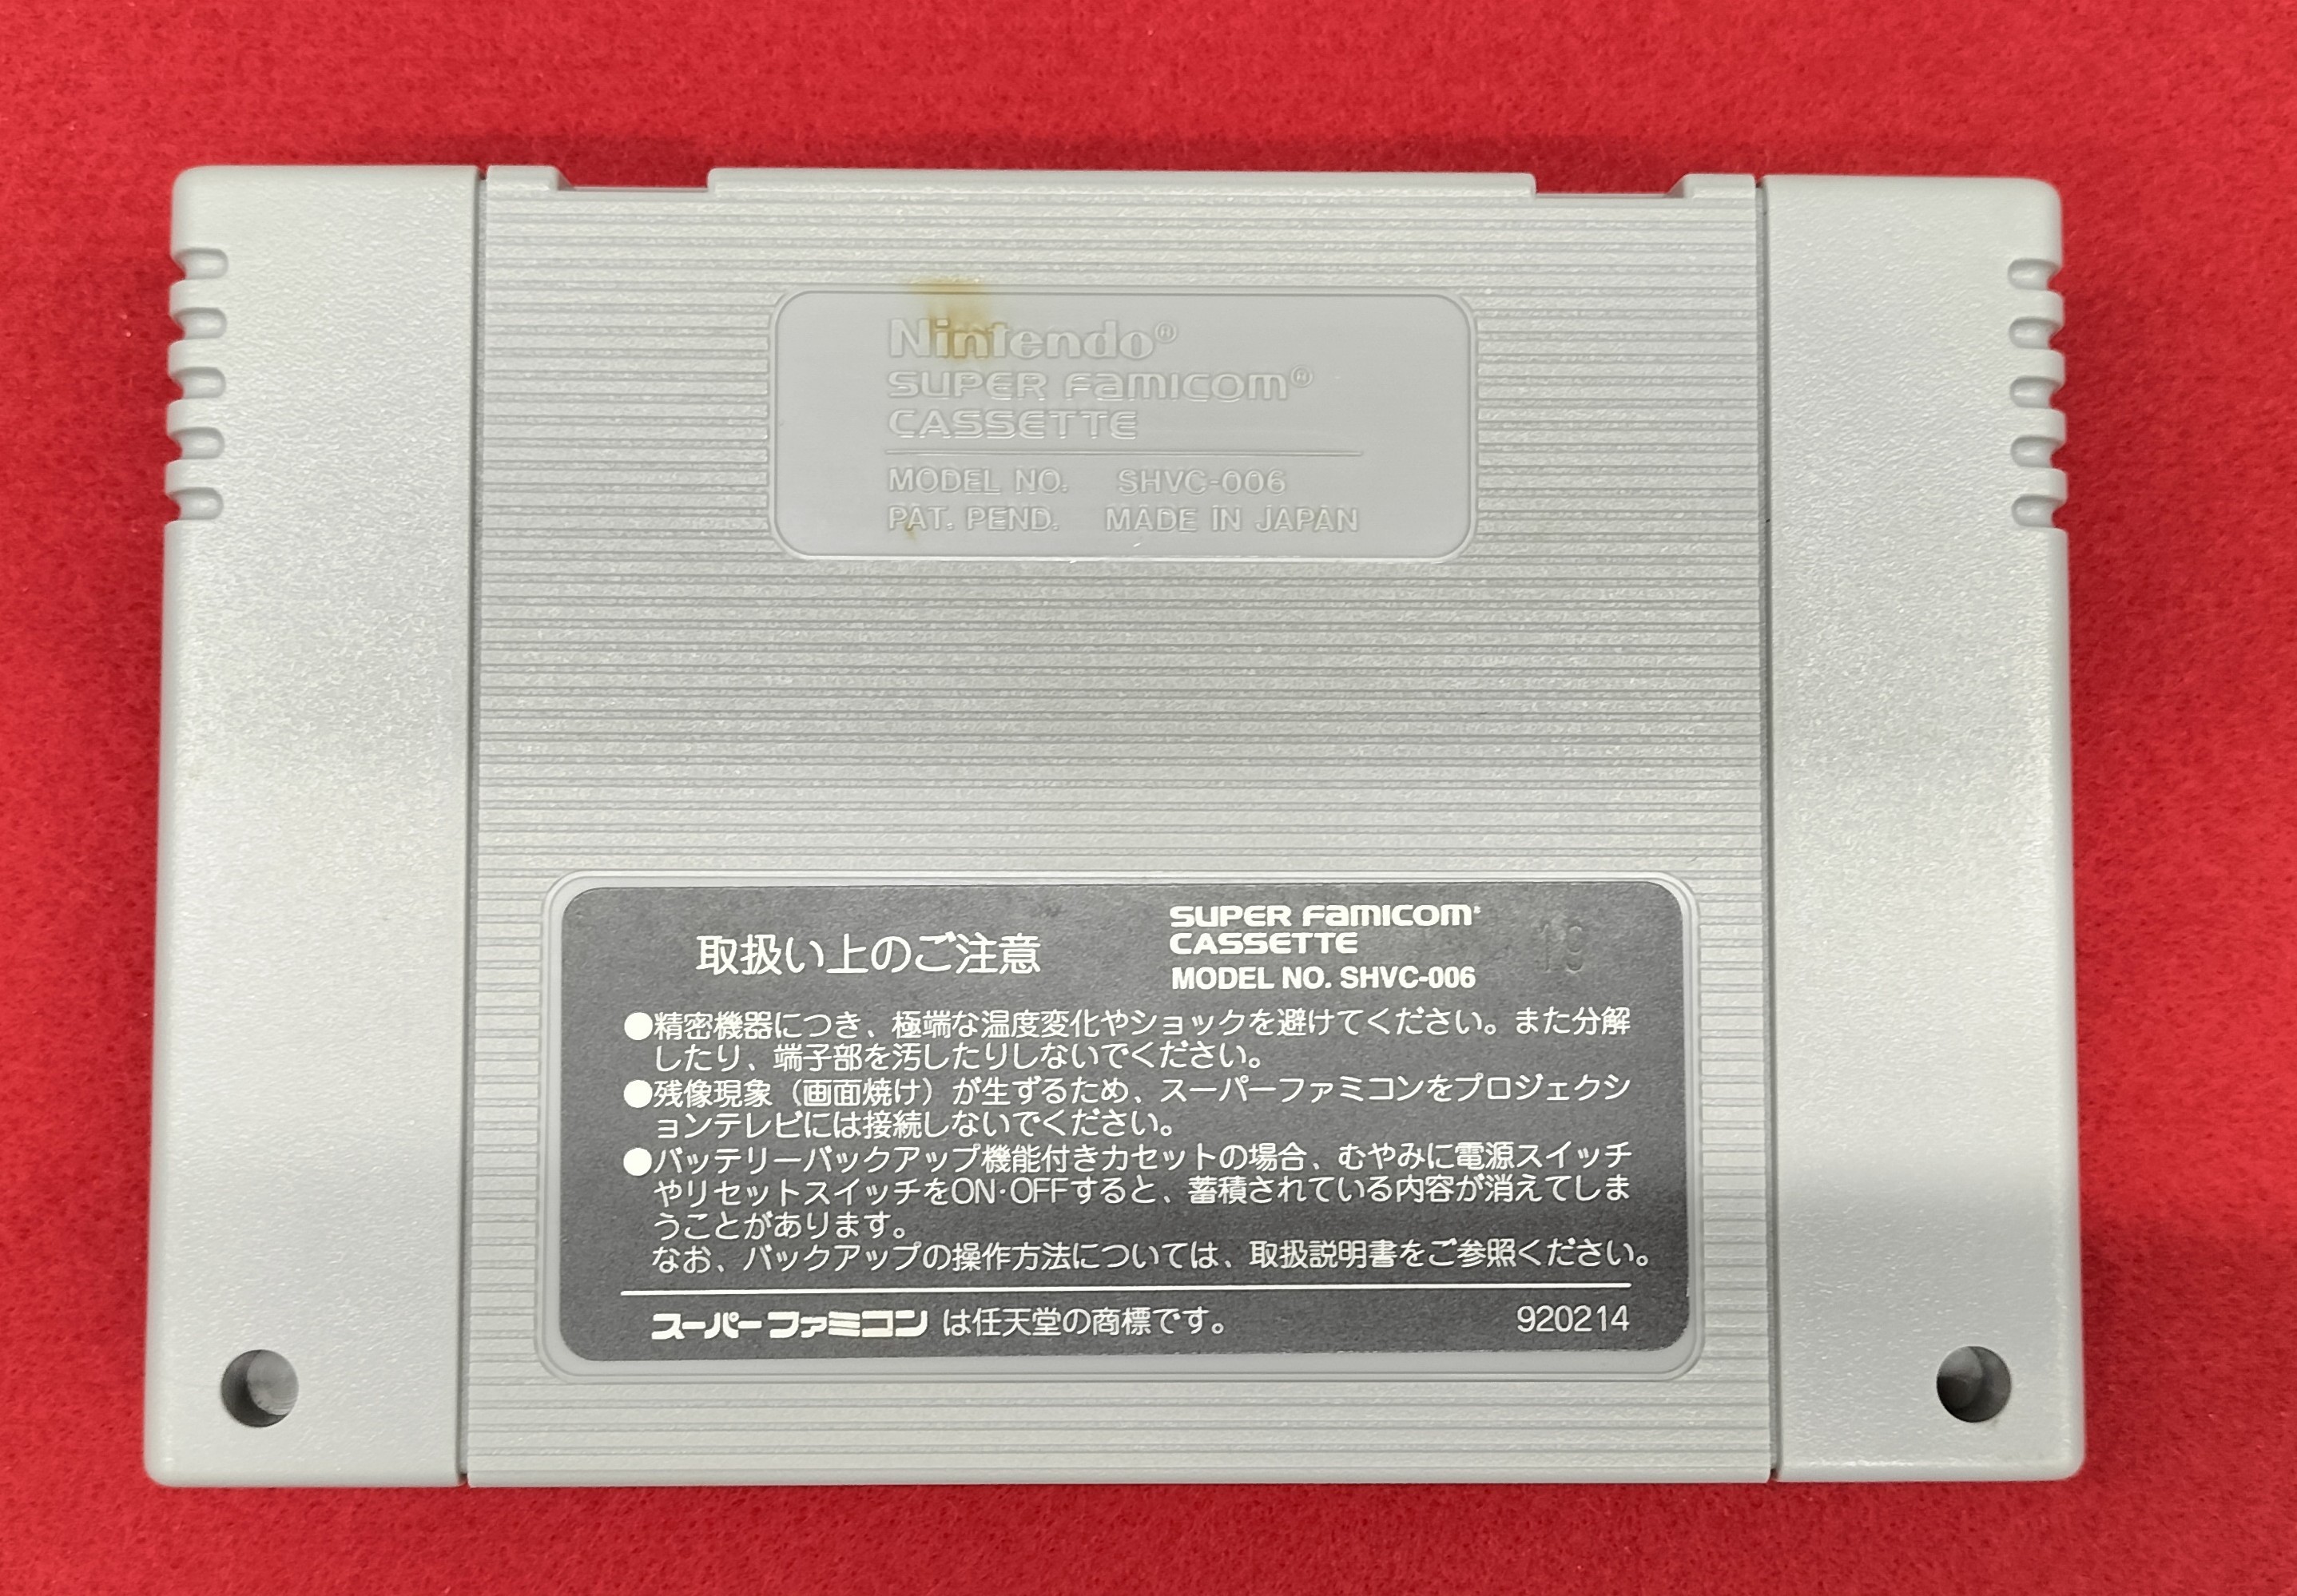 Nintendo®
SUPER FAMICOM®
CASSETTE
MODEL NO. SHVC-006
PAT. PEND. MADE IN JAPAN
取扱い上のご注意
SUPER FAMICOM®
CASSETTE
MODEL NO. SHVC-006
19
●精密機器につき、極端な温度変化やショックを避けてください。また分解
したり、端子部を汚したりしないでください。
●残像現象（画面焼け）が生ずるため、スーパーファミコンをプロジェクシ
ョンテレビには接続しないでください。
●バッテリーバックアップ機能付きカセットの場合、むやみに電源スイッチ
やリセットスイッチをON·OFFすると、蓄積されている内容が消えてしま
うことがあります。
なお、バックアップの操作方法については、取扱説明書をご参照ください。
スーパーファミコンは任天堂の商標です。 920214